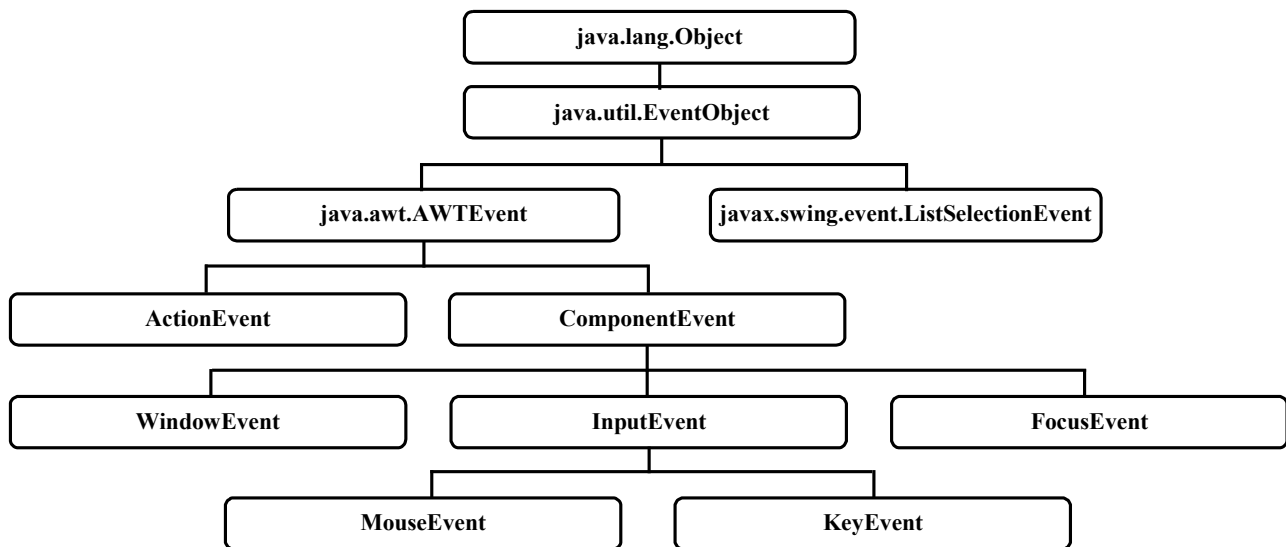 java.lang.Object
java.util.EventObject
java.awt.AWTEvent
javax.swing.event.ListSelectionEvent
ActionEvent
ComponentEvent
WindowEvent
InputEvent
FocusEvent
MouseEvent
KeyEvent